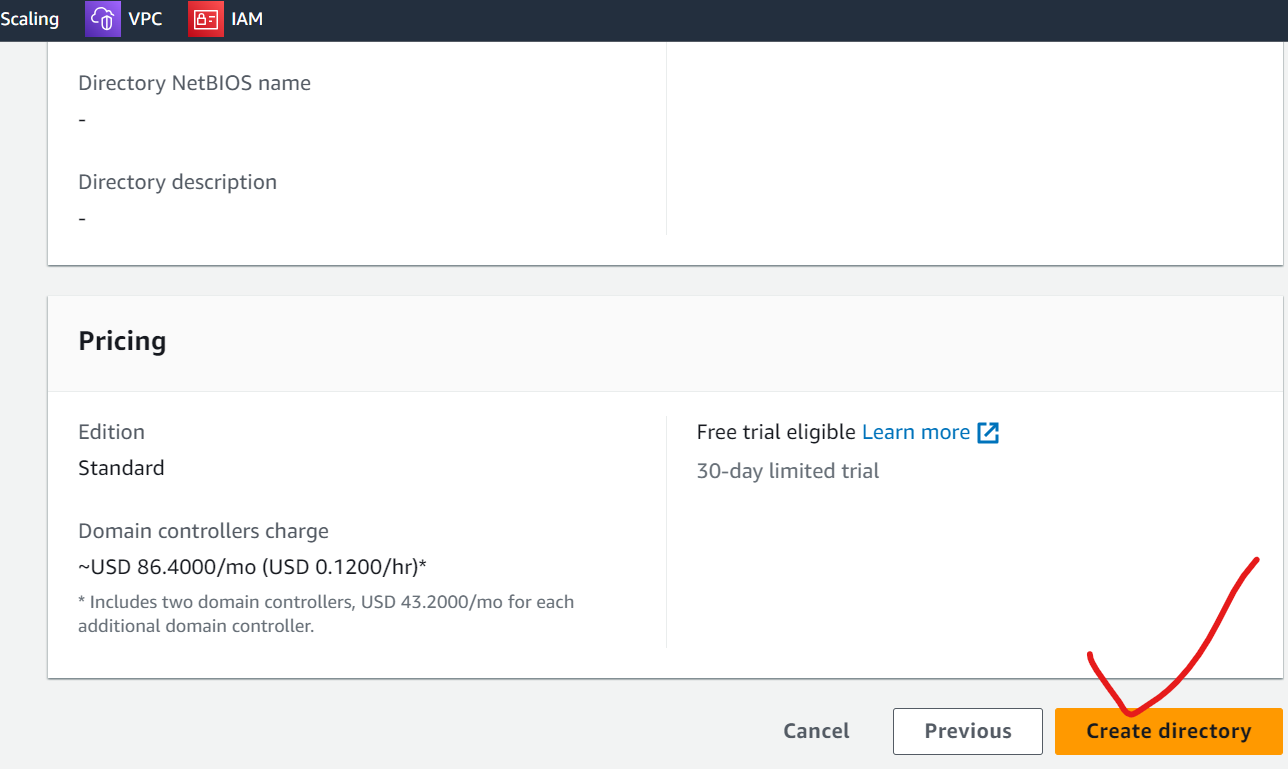 Scaling VPC IAM
Directory NetBIOS name
-
Directory description
-
Pricing
Edition
Standard
Domain controllers charge
~USD 86.4000/mo (USD 0.1200/hr)*
* Includes two domain controllers, USD 43.2000/mo for each
additional domain controller.
Free trial eligible Learn more
30-day limited trial
Cancel Previous Create directory